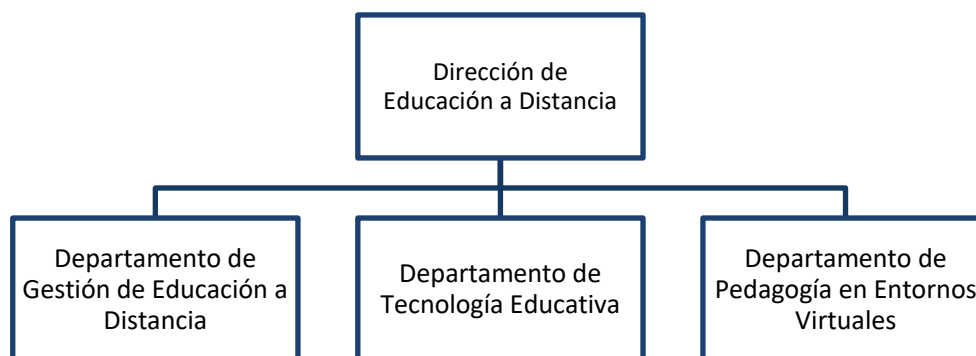 Dirección de
Educación a Distancia
Departamento de
Gestión de Educación a
Distancia
Departamento de
Tecnología Educativa
Departamento de
Pedagogía en Entornos
Virtuales